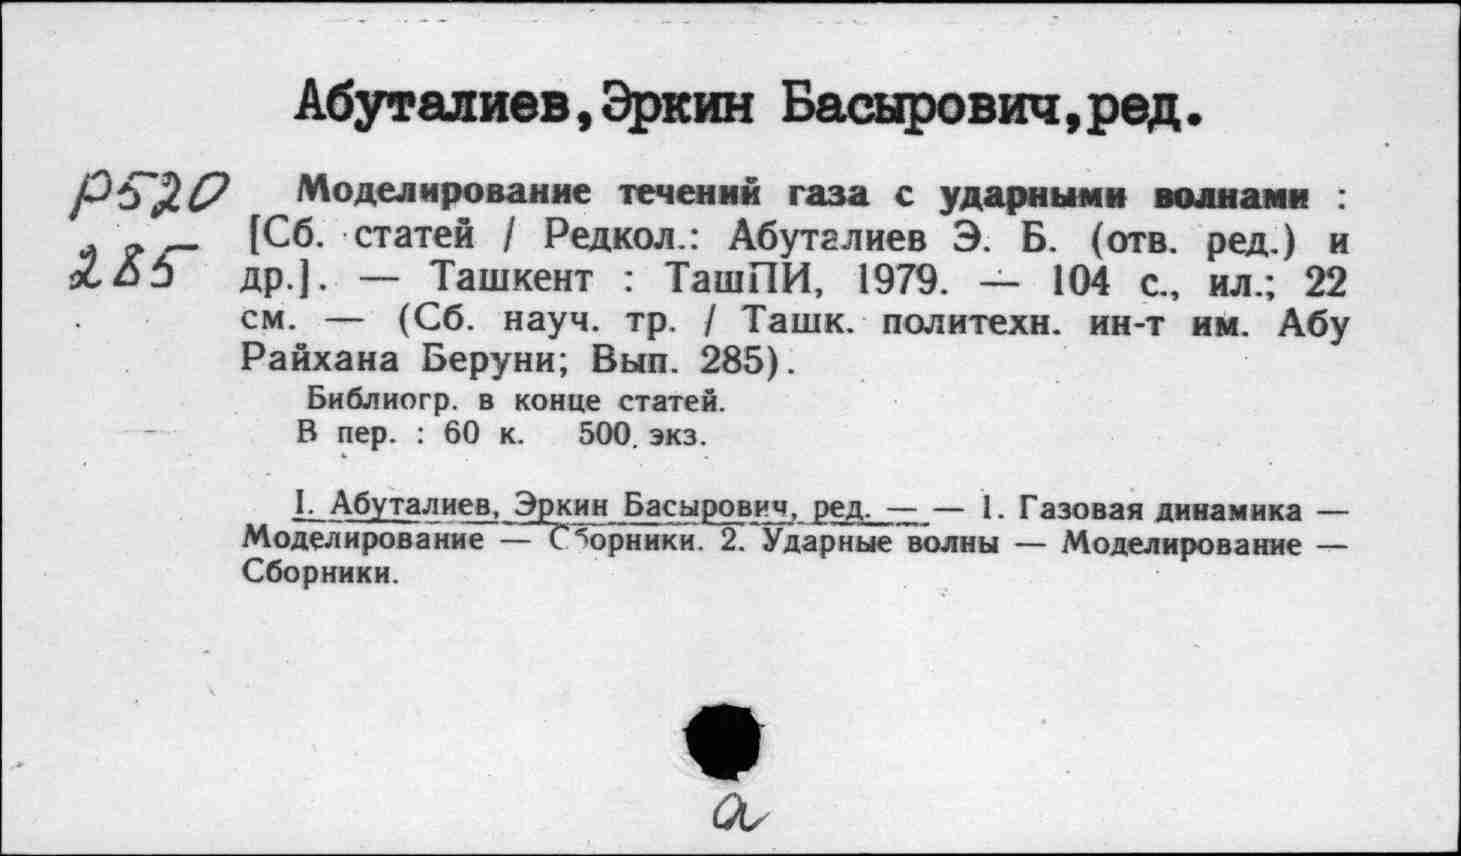 Абуталиев, Эркин Басырович, ред.
Р520 Моделирование течений газа с ударными волнами :
285 [Сб. статей / Редкол.: Абуталиев Э. Б. (отв. ред.) и
др.]. — Ташкент : ТашПИ, 1979. — 104 с., ил.; 22
см. — (Сб. науч. тр. / Ташк. политехн. ин-т им. Абу
Райхана Беруни; Вып. 285).
Библиогр. в конце статей.
В пер. : 60 к. 500 экз.
I. Абуталиев, Эркин Басырович, ред. — — 1. Газовая динамика —
Моделирование — Сборники. 2. Ударные волны — Моделирование —
Сборники.
а